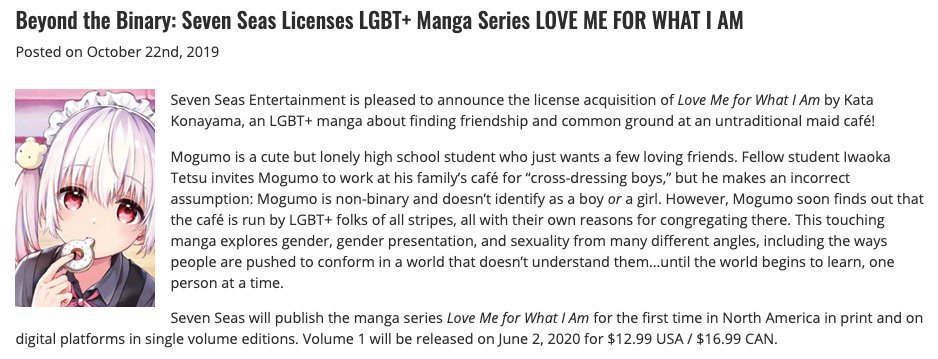 Beyond the Binary: Seven Seas Licenses LGBT+ Manga Series LOVE ME FOR WHAT I AM
Posted on October 22nd, 2019
Seven Seas Entertainment is pleased to announce the license acquisition of Love Me for What I Am by Kata
Konayama, an LGBT+ manga about finding friendship and common ground at an untraditional maid café!
Mogumo is a cute but lonely high school student who just wants a few loving friends. Fellow student Iwaoka
Tetsu invites Mogumo to work at his family’s café for “cross-dressing boys,” but he makes an incorrect
assumption: Mogumo is non-binary and doesn’t identify as a boy or a girl. However, Mogumo soon finds out that
the café is run by LGBT+ folks of all stripes, all with their own reasons for congregating there. This touching
manga explores gender, gender presentation, and sexuality from many different angles, including the ways
people are pushed to conform in a world that doesn’t understand them…until the world begins to learn, one
person at a time.
Seven Seas will publish the manga series Love Me for What I Am for the first time in North America in print and on
digital platforms in single volume editions. Volume 1 will be released on June 2, 2020 for $12.99 USA / $16.99 CAN.